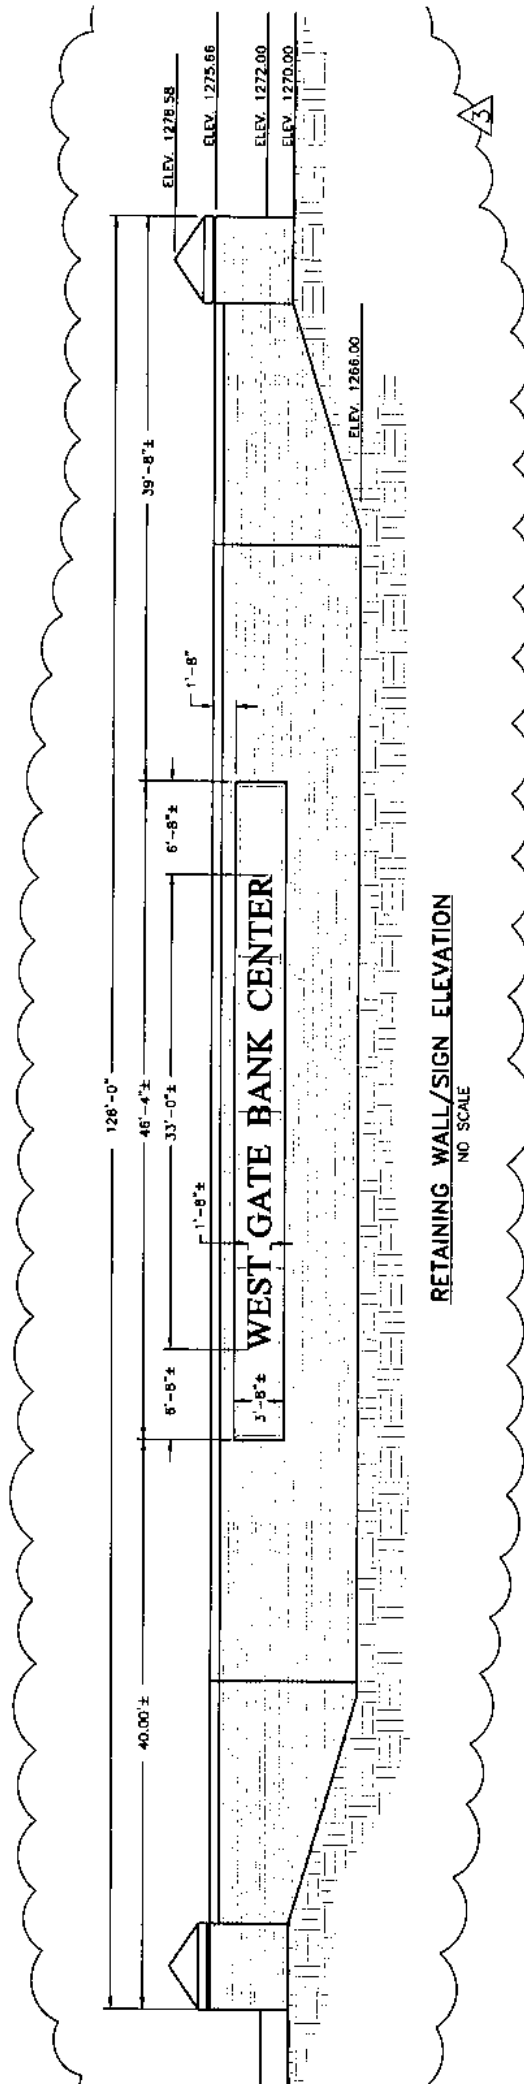 126'-0"
40.00'±
46'-4"±
39'-8"±
6'-8"±
33'-0"±
6'-8"±
1'-8"±
1'-8"
3'-8"±
WEST GATE BANK CENTER
ELEV. 1278.58
ELEV. 1275.66
ELEV. 1272.00
ELEV. 1270.00
ELEV. 1266.00
RETAINING WALL/SIGN ELEVATION
NO SCALE
3